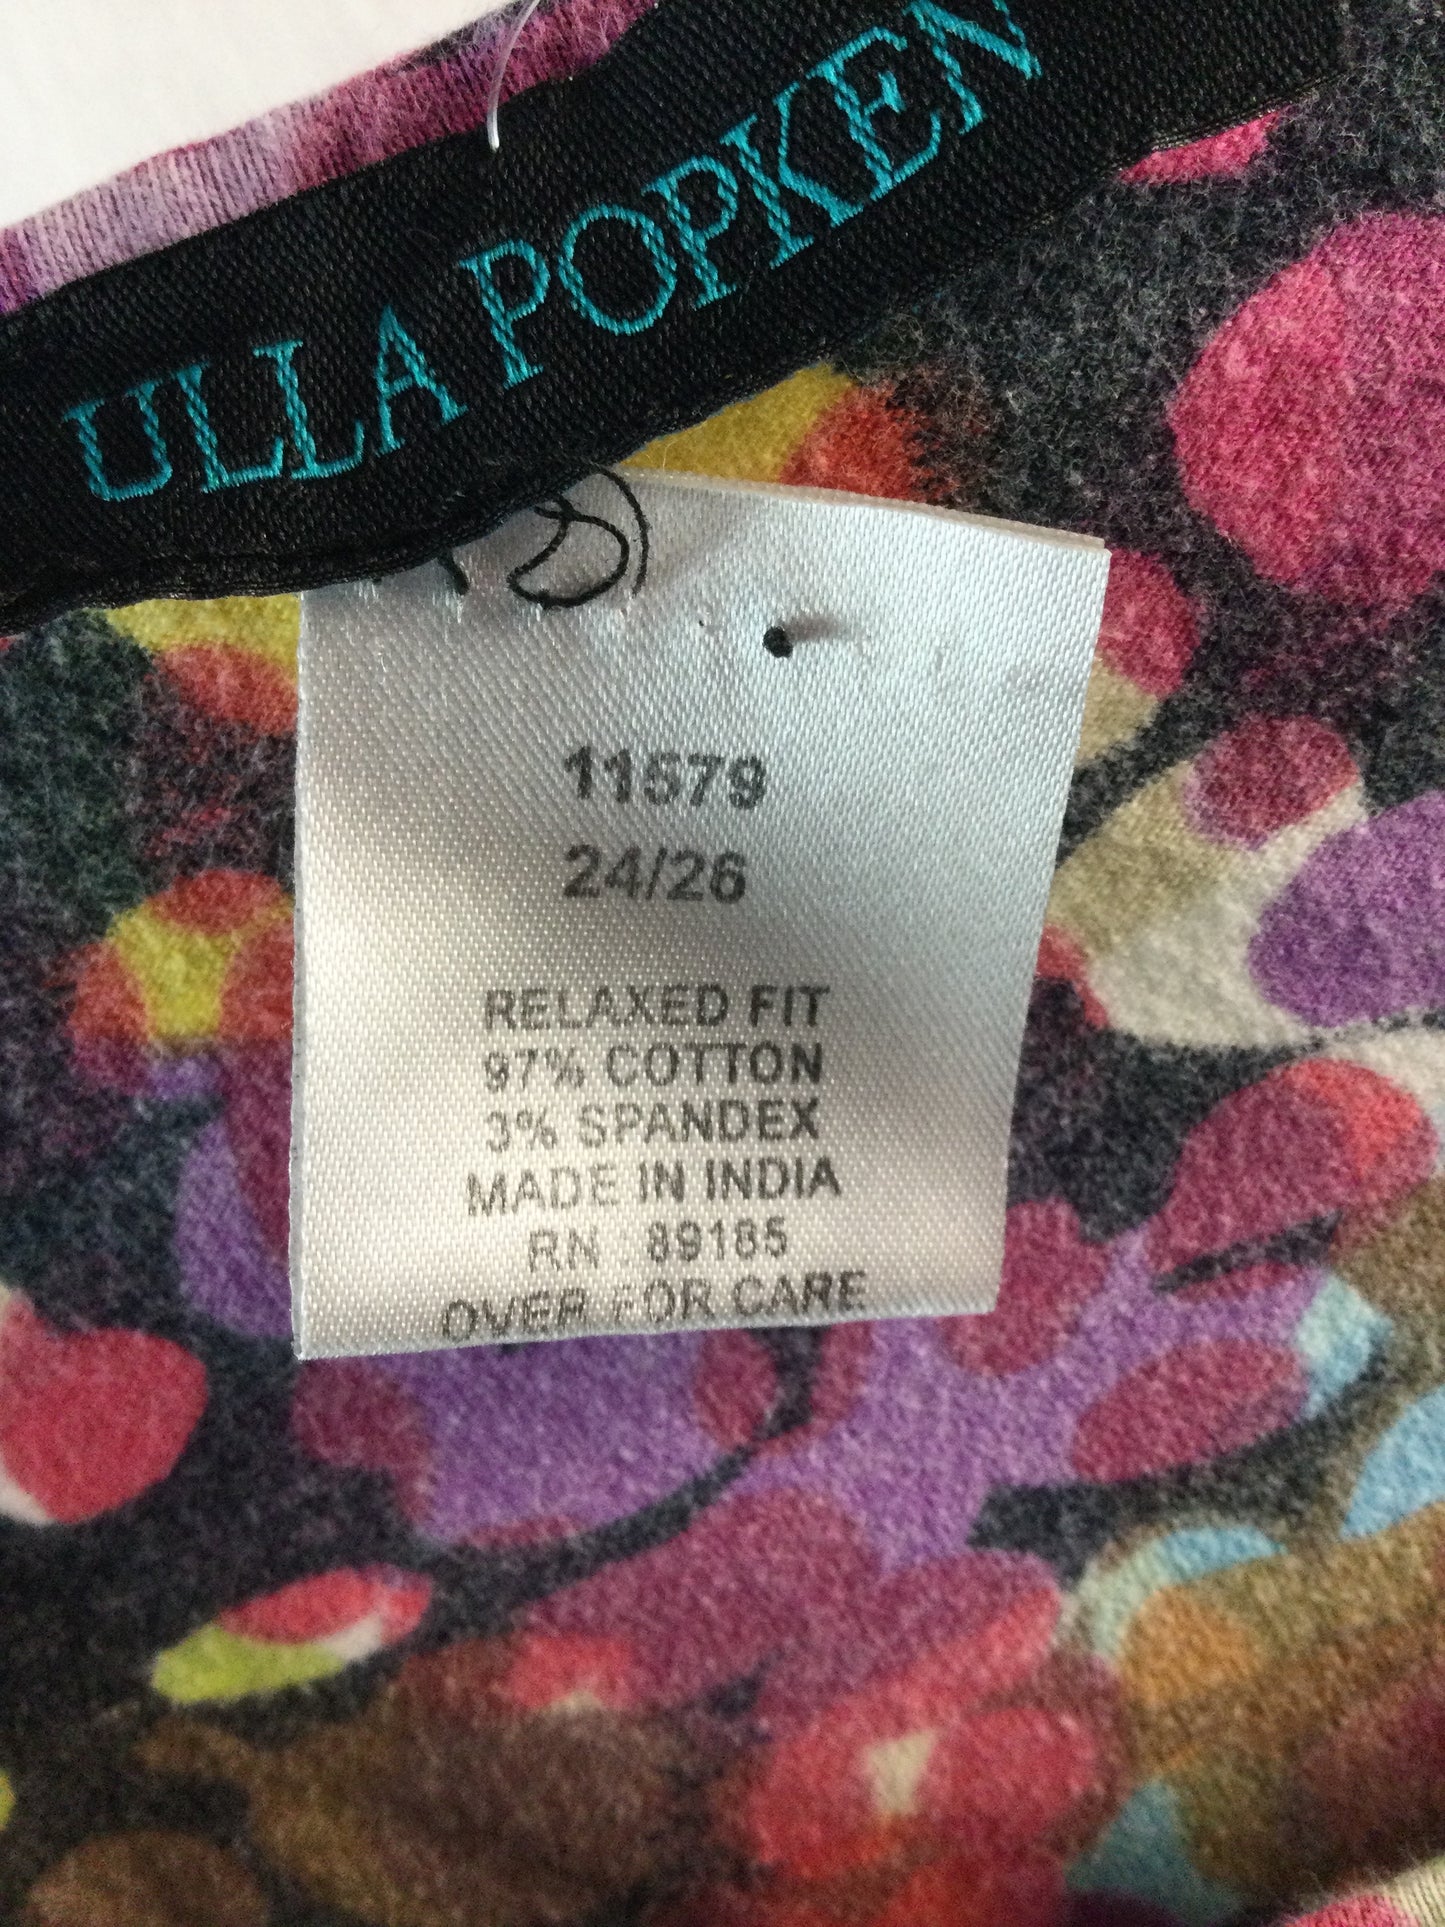 ULLA POPKEN
11579
24/26
RELAXED FIT
97% COTTON
3% SPANDEX
MADE IN INDIA
RN 89185
OVER FOR CARE